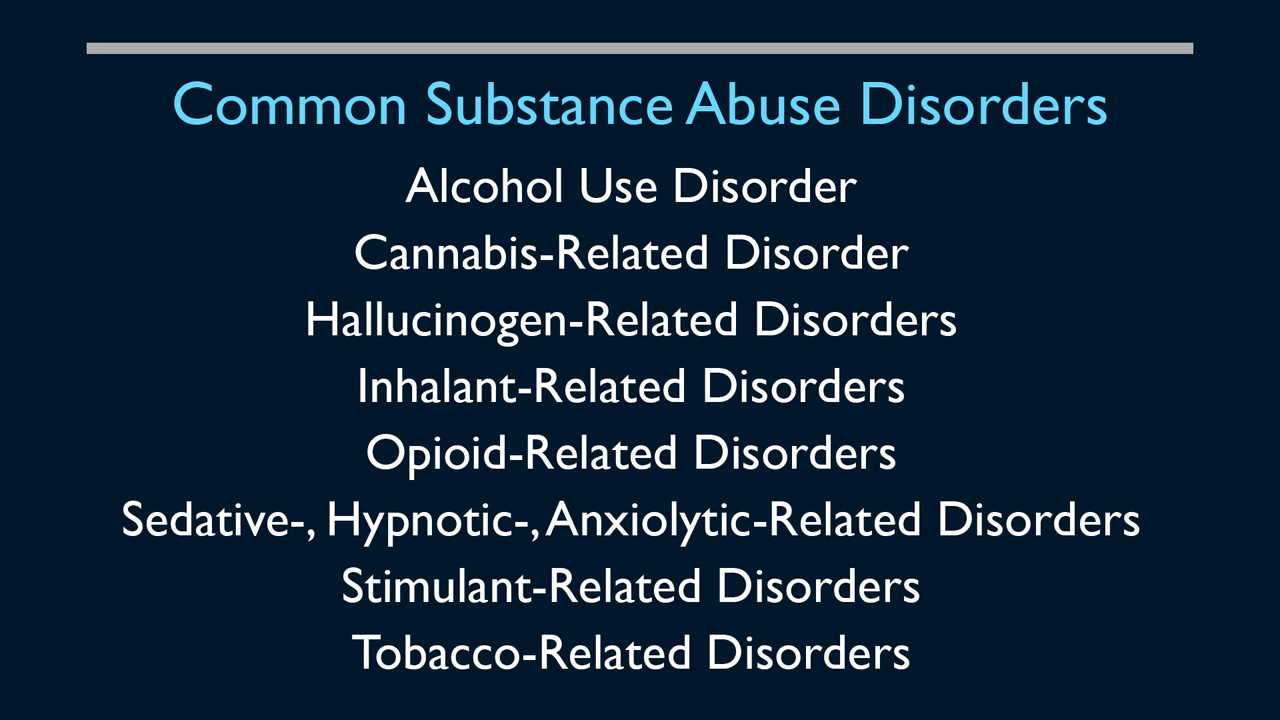 Common Substance Abuse Disorders
Alcohol Use Disorder
Cannabis-Related Disorder
Hallucinogen-Related Disorders
Inhalant-Related Disorders
Opioid-Related Disorders
Sedative-, Hypnotic-, Anxiolytic-Related Disorders
Stimulant-Related Disorders
Tobacco-Related Disorders